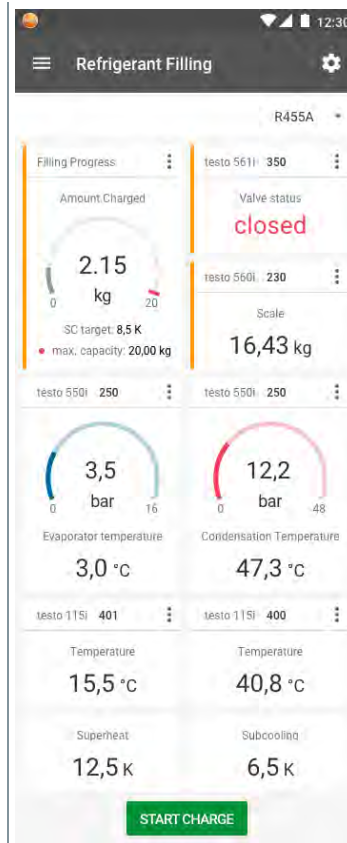 12:30
Refrigerant Filling
R455A
Filling Progress
Amount Charged
2.15
kg
0 20
SC target: 8,5 K
max. capacity: 20,00 kg
testo 561i 350
Valve status
closed
testo 560i 230
Scale
16,43 kg
testo 550i 250
3,5
bar
0 16
Evaporator temperature
3,0 °C
testo 550i 250
12,2
bar
0 48
Condensation Temperature
47,3 °C
testo 115i 401
Temperature
15,5 °C
testo 115i 400
Temperature
40,8 °C
Superheat
12,5 K
Subcooling
6,5 K
START CHARGE